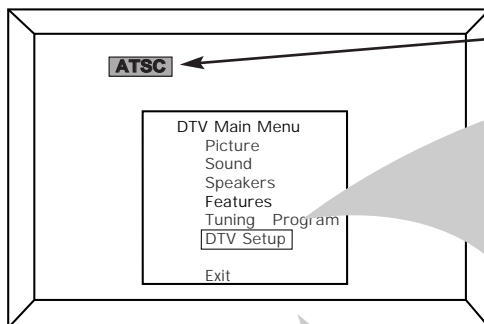 ATSC
DTV Main Menu
Picture
Sound
Speakers
Features
Tuning Program
DTV Setup
Exit